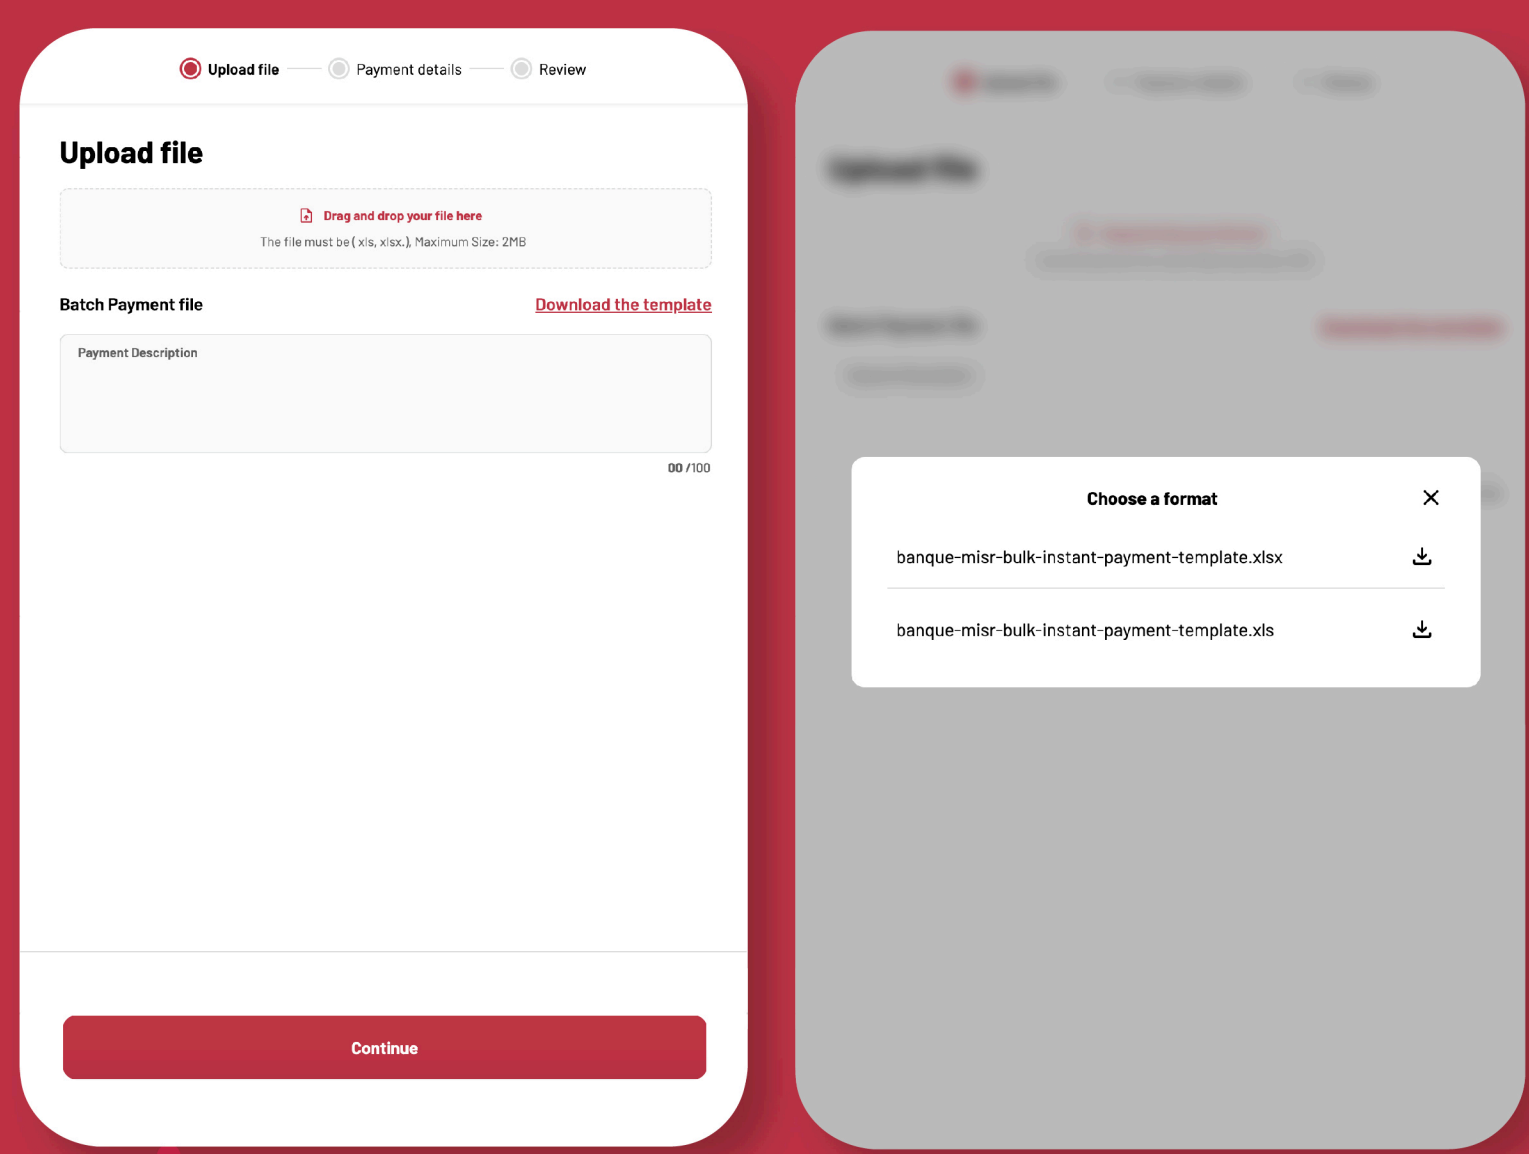 Upload file
Payment details
Review
Upload file
Drag and drop your file here
The file must be ( xls, xlsx.), Maximum Size: 2MB
Batch Payment file
Download the template
Payment Description
00 /100
Continue
Choose a format
banque-misr-bulk-instant-payment-template.xlsx
banque-misr-bulk-instant-payment-template.xls